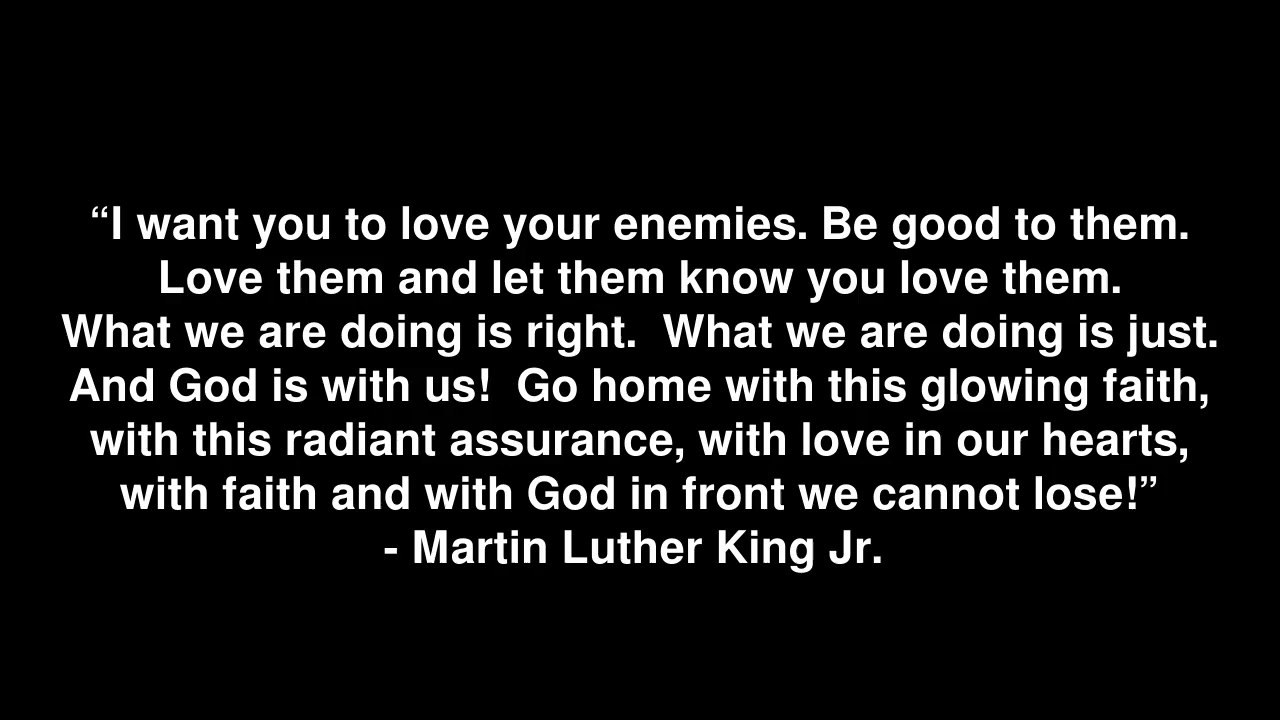 “I want you to love your enemies. Be good to them.
Love them and let them know you love them.
What we are doing is right.  What we are doing is just.
And God is with us!  Go home with this glowing faith,
with this radiant assurance, with love in our hearts,
with faith and with God in front we cannot lose!”
- Martin Luther King Jr.